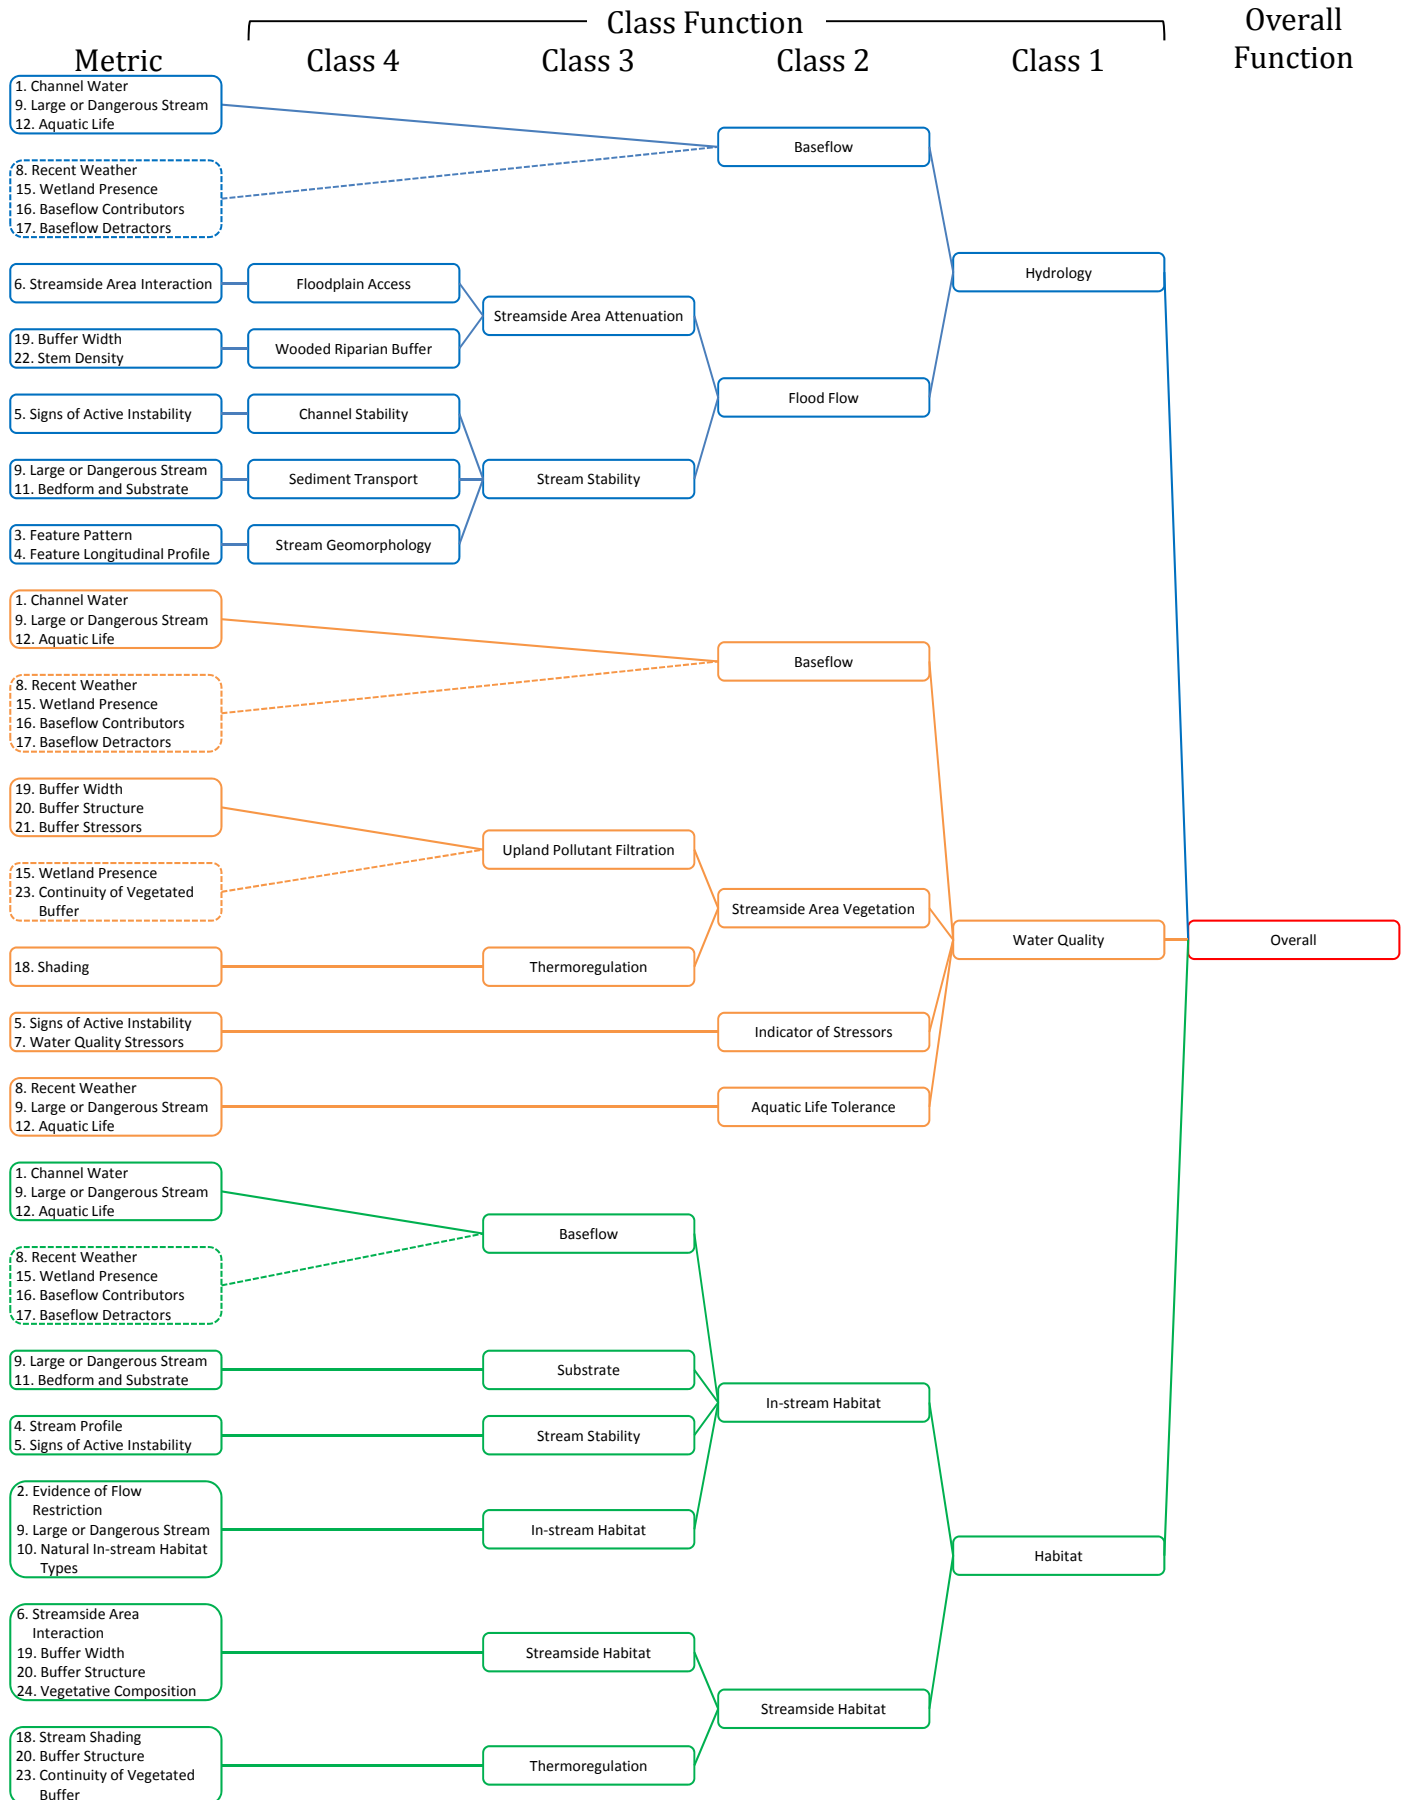 Class Function
Overall
Function
Metric
Class 4
Class 3
Class 2
Class 1
1. Channel Water
9. Large or Dangerous Stream
12. Aquatic Life
Baseflow
8. Recent Weather
15. Wetland Presence
16. Baseflow Contributors
17. Baseflow Detractors
Hydrology
6. Streamside Area Interaction
Floodplain Access
Streamside Area Attenuation
19. Buffer Width
22. Stem Density
Wooded Riparian Buffer
Flood Flow
5. Signs of Active Instability
Channel Stability
9. Large or Dangerous Stream
11. Bedform and Substrate
Sediment Transport
Stream Stability
3. Feature Pattern
4. Feature Longitudinal Profile
Stream Geomorphology
1. Channel Water
9. Large or Dangerous Stream
12. Aquatic Life
Baseflow
8. Recent Weather
15. Wetland Presence
16. Baseflow Contributors
17. Baseflow Detractors
19. Buffer Width
20. Buffer Structure
21. Buffer Stressors
Upland Pollutant Filtration
15. Wetland Presence
23. Continuity of Vegetated
Buffer
Streamside Area Vegetation
Water Quality
Overall
18. Shading
Thermoregulation
5. Signs of Active Instability
7. Water Quality Stressors
Indicator of Stressors
8. Recent Weather
9. Large or Dangerous Stream
12. Aquatic Life
Aquatic Life Tolerance
1. Channel Water
9. Large or Dangerous Stream
12. Aquatic Life
Baseflow
8. Recent Weather
15. Wetland Presence
16. Baseflow Contributors
17. Baseflow Detractors
9. Large or Dangerous Stream
11. Bedform and Substrate
Substrate
In-stream Habitat
4. Stream Profile
5. Signs of Active Instability
Stream Stability
2. Evidence of Flow
Restriction
9. Large or Dangerous Stream
10. Natural In-stream Habitat
Types
In-stream Habitat
Habitat
6. Streamside Area
Interaction
19. Buffer Width
20. Buffer Structure
24. Vegetative Composition
Streamside Habitat
Streamside Habitat
18. Stream Shading
20. Buffer Structure
23. Continuity of Vegetated
Buffer
Thermoregulation